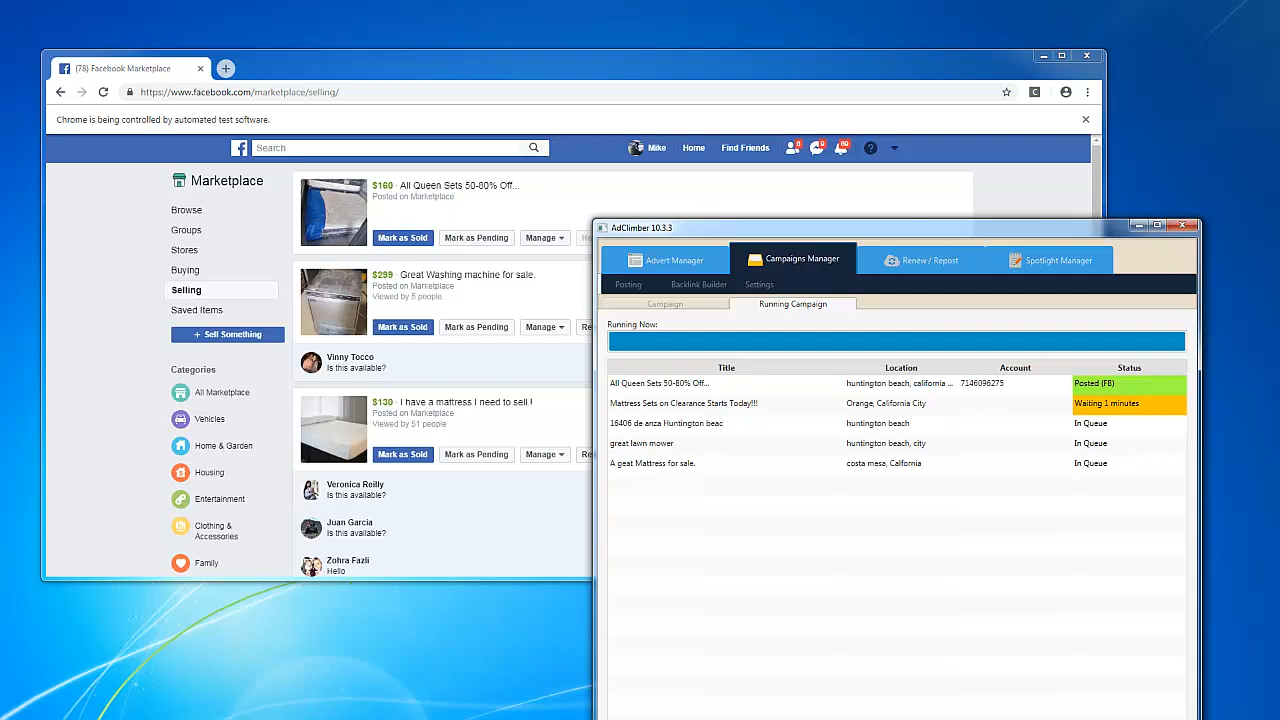 (78) Facebook Marketplace
https://www.facebook.com/marketplace/selling/
Chrome is being controlled by automated test software.
Search
Mike
Home
Find Friends
Marketplace
Browse
Groups
Stores
Buying
Selling
Saved Items
+ Sell Something
Categories
All Marketplace
Vehicles
Home & Garden
Housing
Entertainment
Clothing &
Accessories
Family
$160 · All Queen Sets 50-80% Off...
Posted on Marketplace
Mark as Sold
Mark as Pending
Manage
Re
$299 · Great Washing machine for sale.
Posted on Marketplace
Viewed by 5 people
Mark as Sold
Mark as Pending
Manage
Re
Vinny Tocco
Is this available?
$130 · I have a mattress I need to sell.!
Posted on Marketplace
Viewed by 51 people
Mark as Sold
Mark as Pending
Manage
Re
Veronica Reilly
Is this available?
Juan Garcia
Is this available?
Zohra Fazli
Hello
AdClimber 10.3.3
Advert Manager
Campaigns Manager
Renew / Repost
Spotlight Manager
Posting
Backlink Builder
Settings
Campaign
Running Campaign
Running Now:
Title Location Account Status
All Queen Sets 50-80% Off... huntington beach, california ... 7146096275 Posted (FB)
Mattress Sets on Clearance Starts Today!!! Orange, California City Waiting 1 minutes
16406 de anza Huntington beac huntington beach In Queue
great lawn mower huntington beach, city In Queue
A geat Mattress for sale. costa mesa, Calfornia In Queue